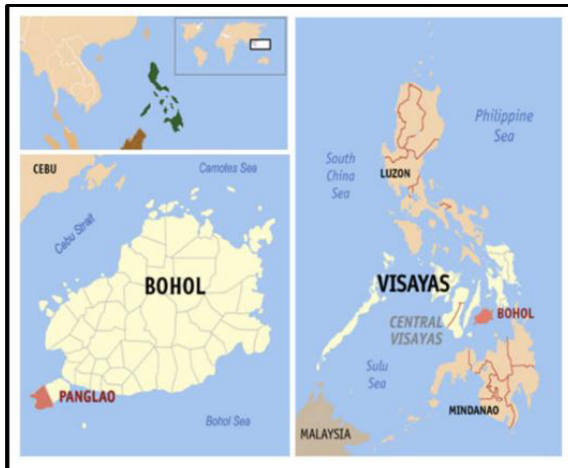 CEBU
Camotes Sea
Cebu Strait
BOHOL
PANGLAO
Bohol Sea
Philippine
Sea
South
China
Sea
LUZON
VISAYAS
CENTRAL
VISAYAS
BOHOL
Sulu
Sea
MINDANAO
MALAYSIA